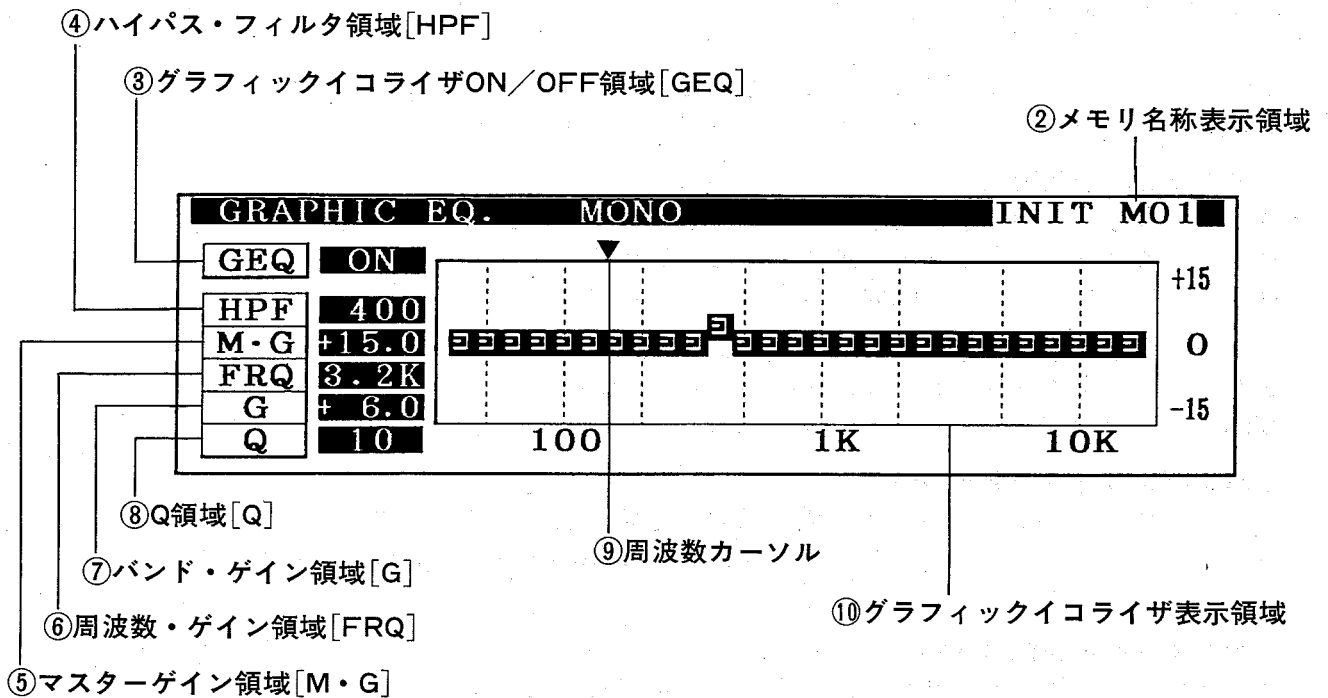 ④ハイパス・フィルタ領域[HPF]
③グラフィックイコライザON／OFF領域[GEQ]
②メモリ名称表示領域
GRAPHIC EQ. MONO INIT M01
GEQ ON
+15
HPF 400
M·G +15.0
0
FRQ 3.2K
G + 6.0
-15
Q 10
100 1K 10K
⑧Q領域[Q]
⑨周波数カーソル
⑦バンド・ゲイン領域[G]
⑩グラフィックイコライザ表示領域
⑥周波数・ゲイン領域[FRQ]
⑤マスターゲイン領域[M・G]